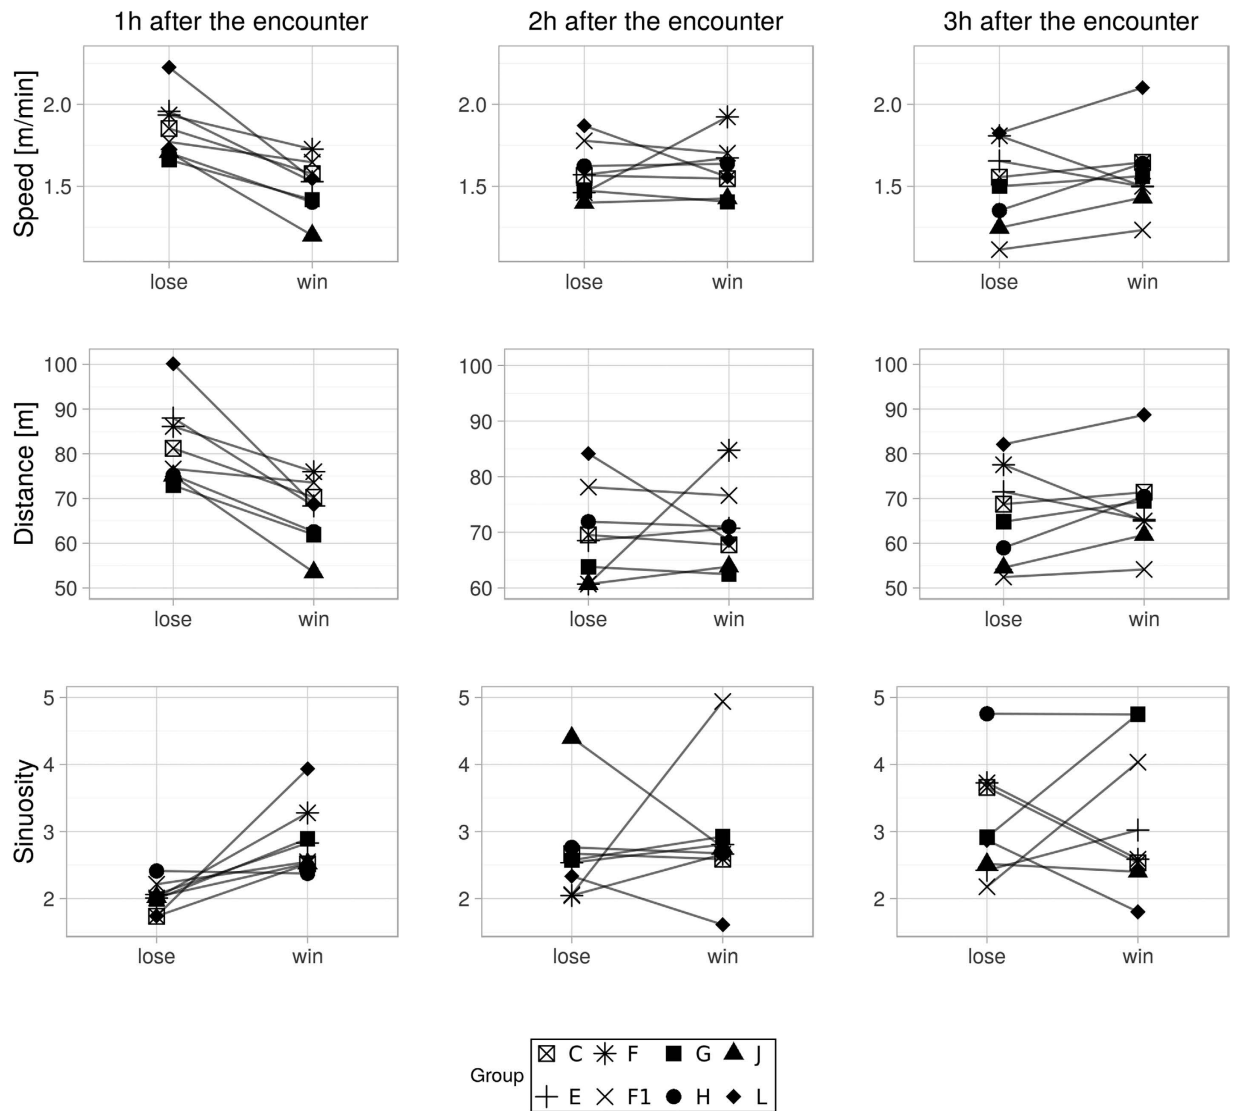 1h after the encounter
2h after the encounter
3h after the encounter
Speed [m/min]
2.0
1.5
lose
win
2.0
1.5
lose
win
2.0
1.5
lose
win
Distance [m]
100
90
80
70
60
50
lose
win
100
90
80
70
60
lose
win
100
90
80
70
60
50
lose
win
Sinuosity
5
4
3
2
lose
win
5
4
3
2
lose
win
5
4
3
2
lose
win
Group
C F G J
E F1 H L